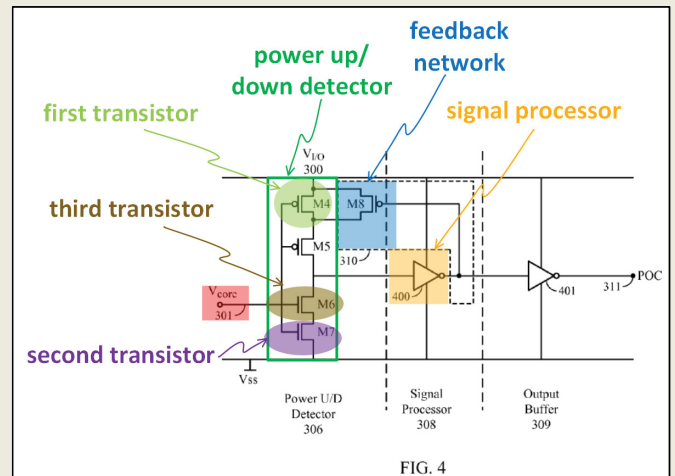 feedback
network
power up/
down detector
first transistor
signal processor
V_I/O
300
M4
M8
third transistor
M5
310
POC
311
V_core
301
M6
400
401
M7
second transistor
Vss
Power U/D
Detector
306
Signal
Processor
308
Output
Buffer
309
FIG. 4